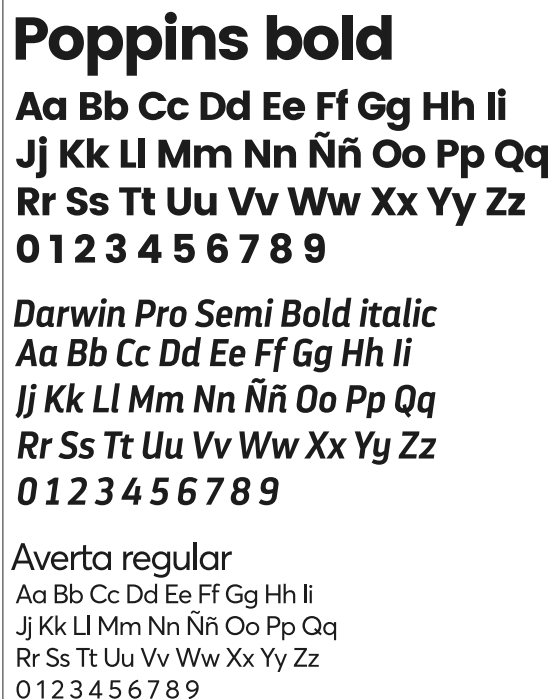 Poppins bold
Aa Bb Cc Dd Ee Ff Gg Hh Ii
Jj Kk Ll Mm Nn Ññ Oo Pp Qq
Rr Ss Tt Uu Vv Ww Xx Yy Zz
0 1 2 3 4 5 6 7 8 9
Darwin Pro Semi Bold italic
Aa Bb Cc Dd Ee Ff Gg Hh Ii
Jj Kk Ll Mm Nn Ññ Oo Pp Qq
Rr Ss Tt Uu Vv Ww Xx Yy Zz
0 1 2 3 4 5 6 7 8 9
Averta regular
Aa Bb Cc Dd Ee Ff Gg Hh Ii
Jj Kk Ll Mm Nn Ññ Oo Pp Qq
Rr Ss Tt Uu Vv Ww Xx Yy Zz
0 1 2 3 4 5 6 7 8 9